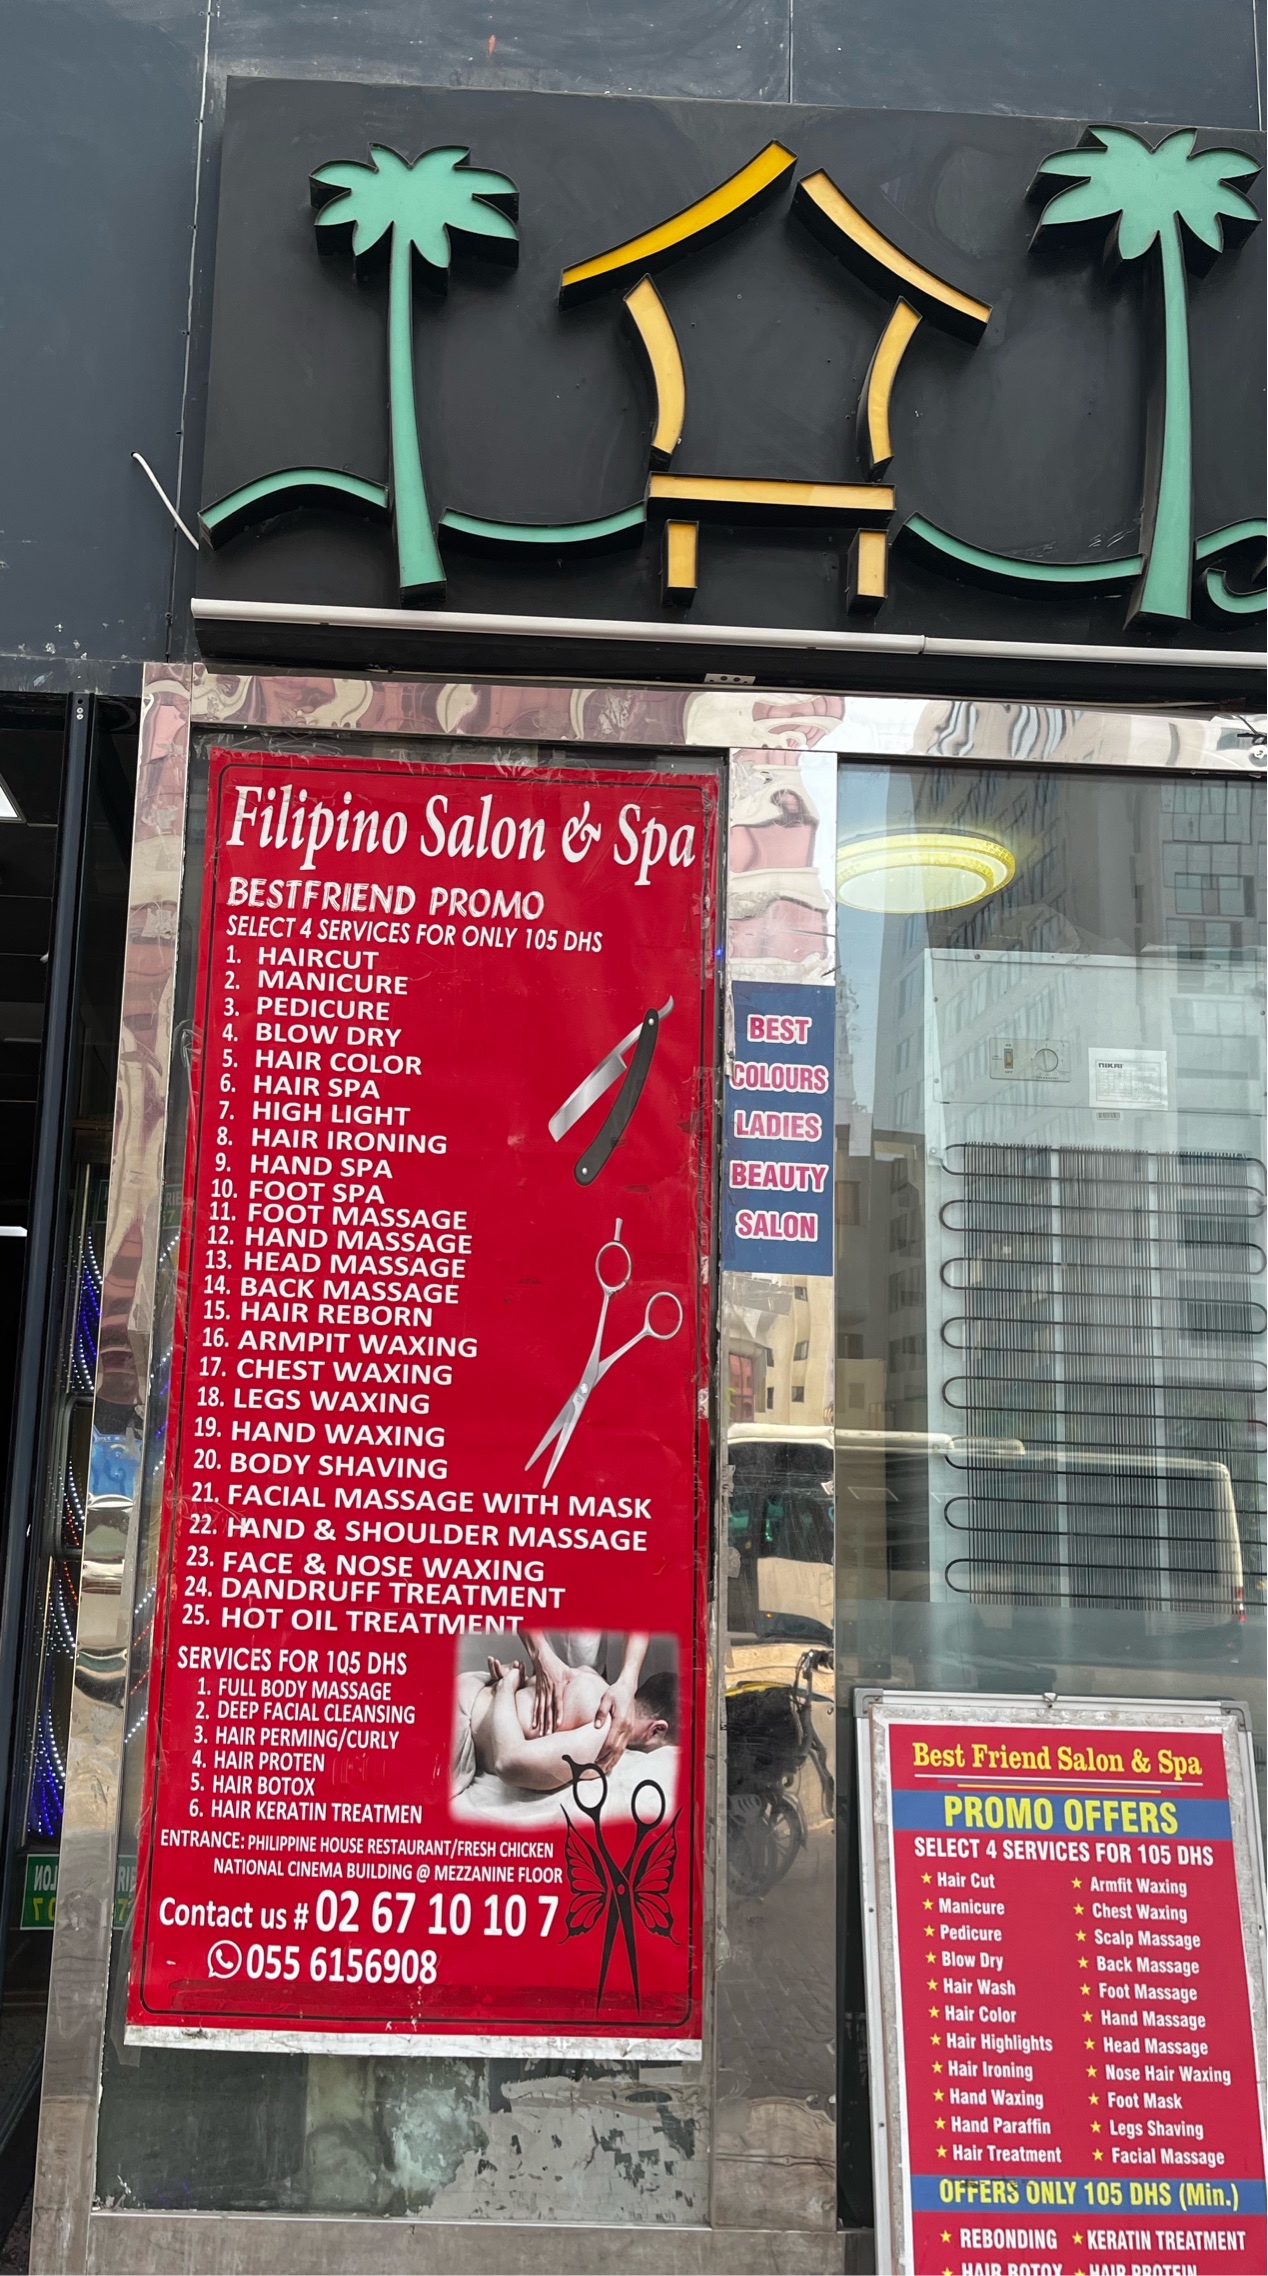 Filipino Salon & Spa
BESTFRIEND PROMO
SELECT 4 SERVICES FOR ONLY 105 DHS
1. HAIRCUT
2. MANICURE
3. PEDICURE
4. BLOW DRY
5. HAIR COLOR
6. HAIR SPA
7. HIGH LIGHT
8. HAIR IRONING
9. HAND SPA
10. FOOT SPA
11. FOOT MASSAGE
12. HAND MASSAGE
13. HEAD MASSAGE
14. BACK MASSAGE
15. HAIR REBORN
16. ARMPIT WAXING
17. CHEST WAXING
18. LEGS WAXING
19. HAND WAXING
20. BODY SHAVING
21. FACIAL MASSAGE WITH MASK
22. HAND & SHOULDER MASSAGE
23. FACE & NOSE WAXING
24. DANDRUFF TREATMENT
25. HOT OIL TREATMENT
SERVICES FOR 105 DHS
1. FULL BODY MASSAGE
2. DEEP FACIAL CLEANSING
3. HAIR PERMING/CURLY
4. HAIR PROTEN
5. HAIR BOTOX
6. HAIR KERATIN TREATMEN
ENTRANCE: PHILIPPINE HOUSE RESTAURANT/FRESH CHICKEN
NATIONAL CINEMA BUILDING @ MEZZANINE FLOOR
Contact us # 02 67 10 10 7
055 6156908
BEST
COLOURS
LADIES
BEAUTY
SALON
NIKAI
Best Friend Salon & Spa
PROMO OFFERS
SELECT 4 SERVICES FOR 105 DHS
★ Hair Cut
★ Manicure
★ Pedicure
★ Blow Dry
★ Hair Wash
★ Hair Color
★ Hair Highlights
★ Hair Ironing
★ Hand Waxing
★ Hand Paraffin
★ Hair Treatment
★ Armfit Waxing
★ Chest Waxing
★ Scalp Massage
★ Back Massage
★ Foot Massage
★ Hand Massage
★ Head Massage
★ Nose Hair Waxing
★ Foot Mask
★ Legs Shaving
★ Facial Massage
OFFERS ONLY 105 DHS (Min.)
★ REBONDING ★ KERATIN TREATMENT
★ HAIR BOTOX ★ HAIR PROTEIN